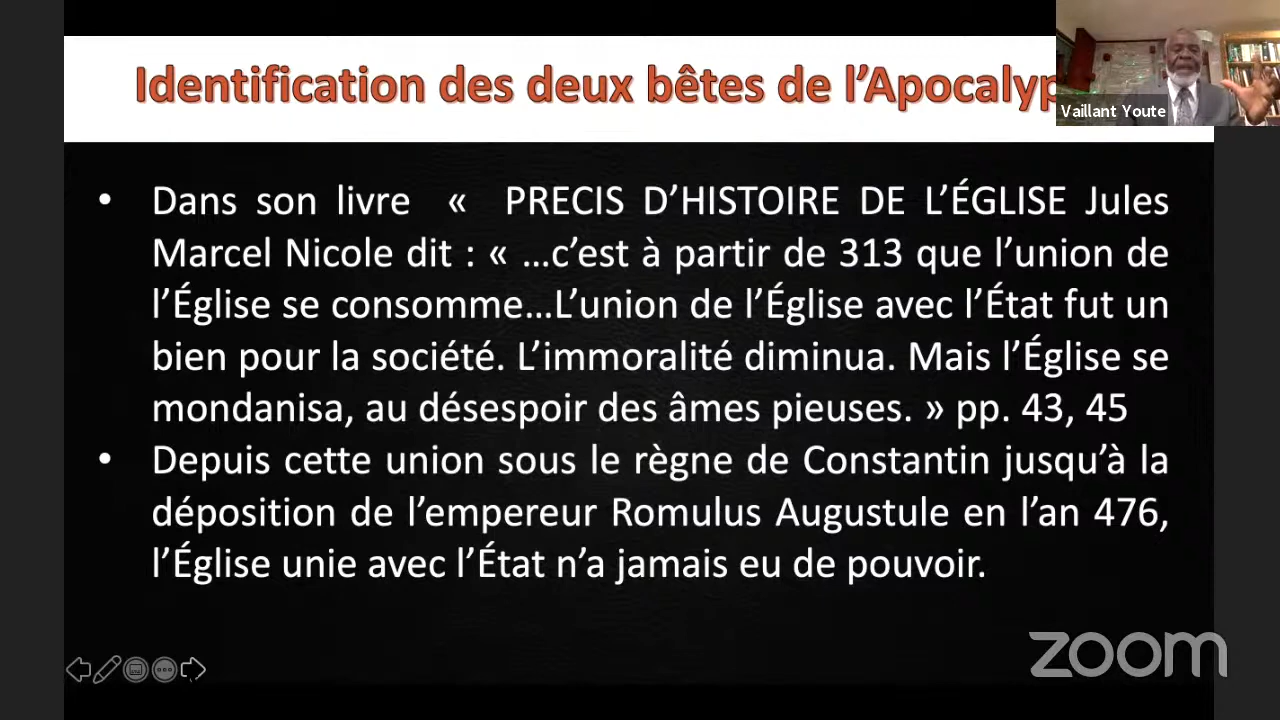 Identification des deux bêtes de l’Apocalyp
Vaillant Youte
• Dans son livre « PRECIS D’HISTOIRE DE L’ÉGLISE Jules
Marcel Nicole dit : « …c’est à partir de 313 que l’union de
l’Église se consomme…L’union de l’Église avec l’État fut un
bien pour la société. L’immoralité diminua. Mais l’Église se
mondanisa, au désespoir des âmes pieuses. » pp. 43, 45
• Depuis cette union sous le règne de Constantin jusqu’à la
déposition de l’empereur Romulus Augustule en l’an 476,
l’Église unie avec l’État n’a jamais eu de pouvoir.
zoom